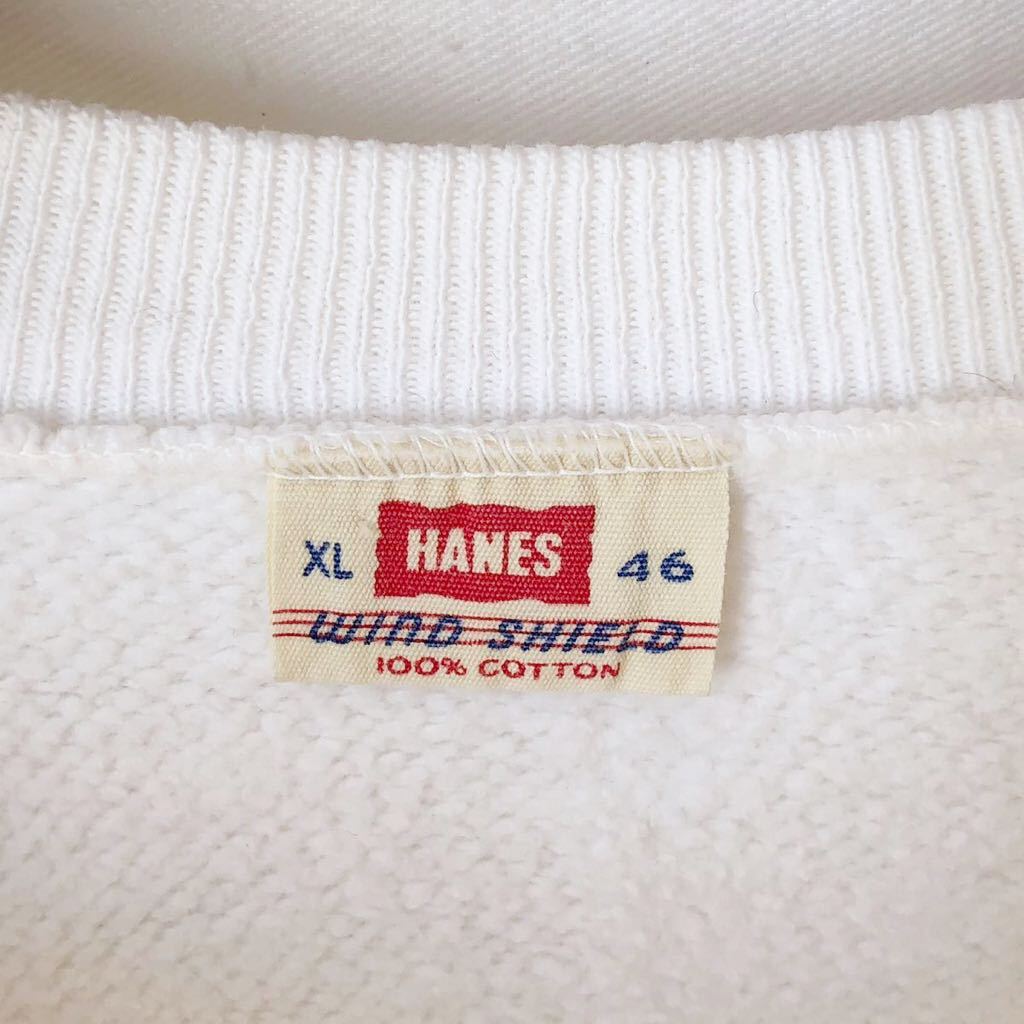 XL HANES 46
WIND SHIELD
100% COTTON